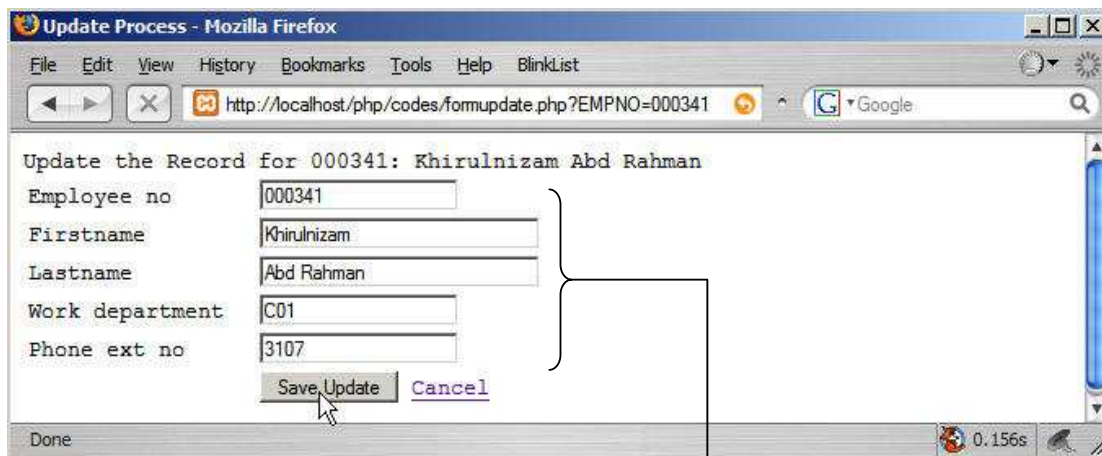 Update Process - Mozilla Firefox
File Edit View History Bookmarks Tools Help BlinkList
http://localhost/php/codes/formupdate.php?EMPNO=000341 G Google
Update the Record for 000341: Khirulnizam Abd Rahman
Employee no 000341
Firstname Khirulnizam
Lastname Abd Rahman
Work department C01
Phone ext no 3107
Save Update Cancel
Done 0.156s